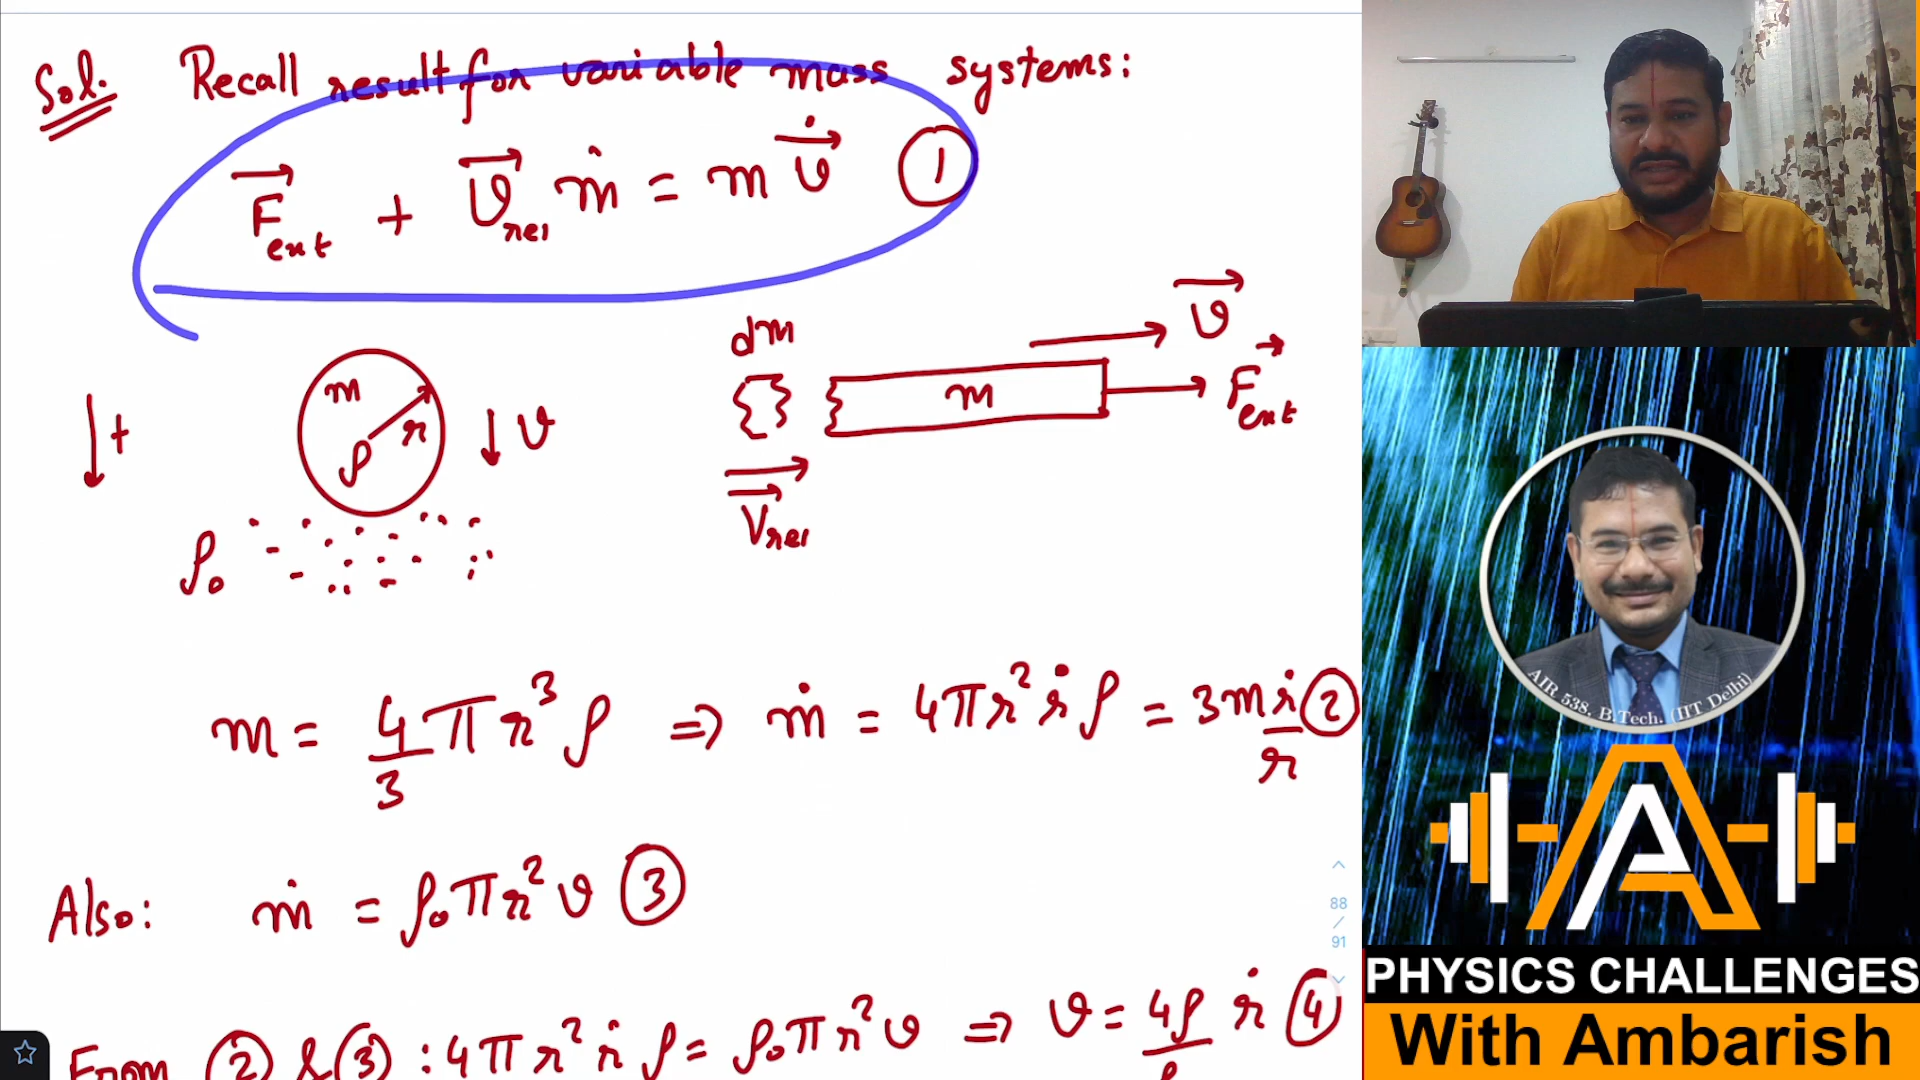 Sol. Recall result for variable mass systems:
F⃗ext + v⃗rel ṁ = m v⃗̇ ①
dm
v⃗
m
m
F⃗ext
+
r
v
ρ
V⃗rel
ρ₀
m = 4/3 πr³ρ ⇒ ṁ = 4πr²ṙρ = 3mṙ/r ②
Also: ṁ = ρ₀πr²v ③
From ② & ③ : 4πr²ṙρ = ρ₀πr²v ⇒ v = 4ρ/ ṙ ④
88
/
91
AIR 538, B.Tech. (IIT Delhi)
PHYSICS CHALLENGES
With Ambarish